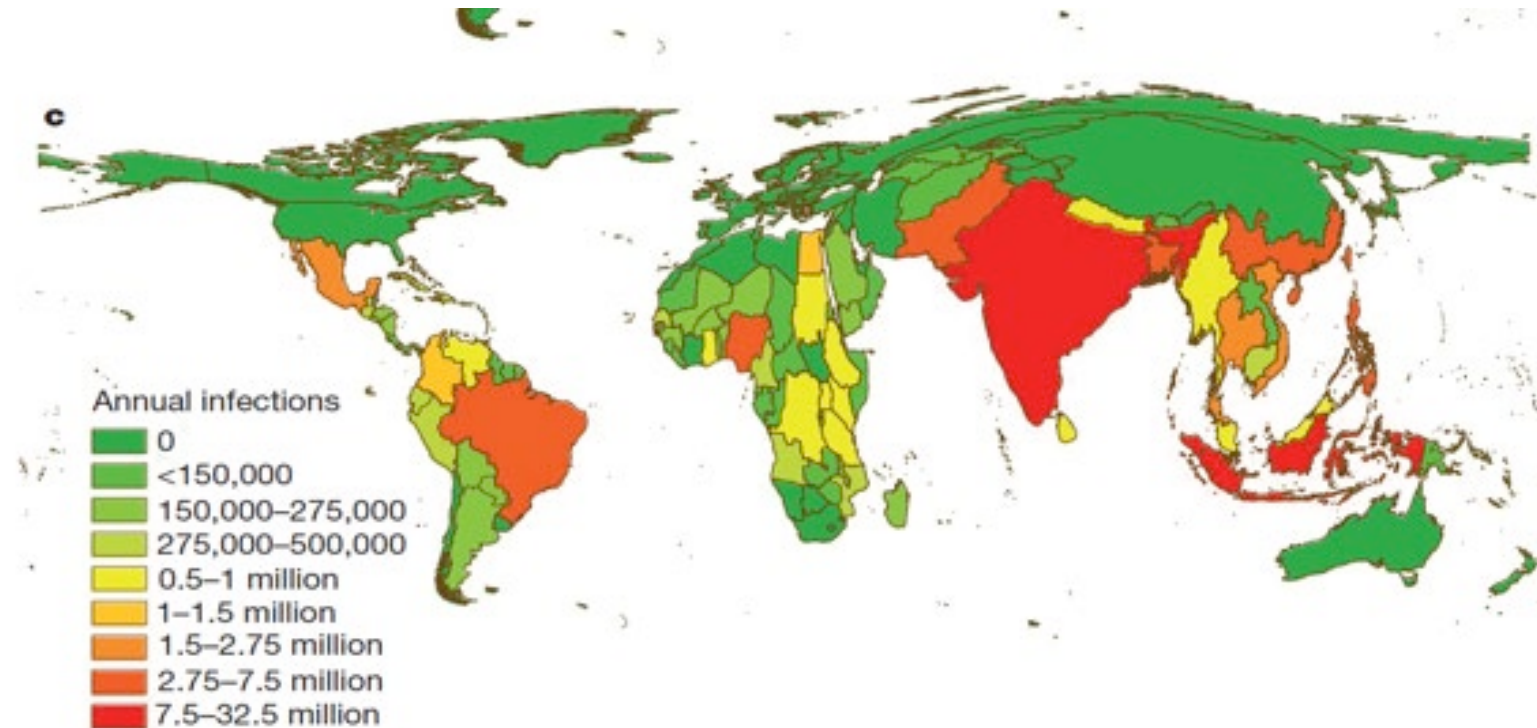 c
Annual infections
0
<150,000
150,000–275,000
275,000–500,000
0.5–1 million
1–1.5 million
1.5–2.75 million
2.75–7.5 million
7.5–32.5 million